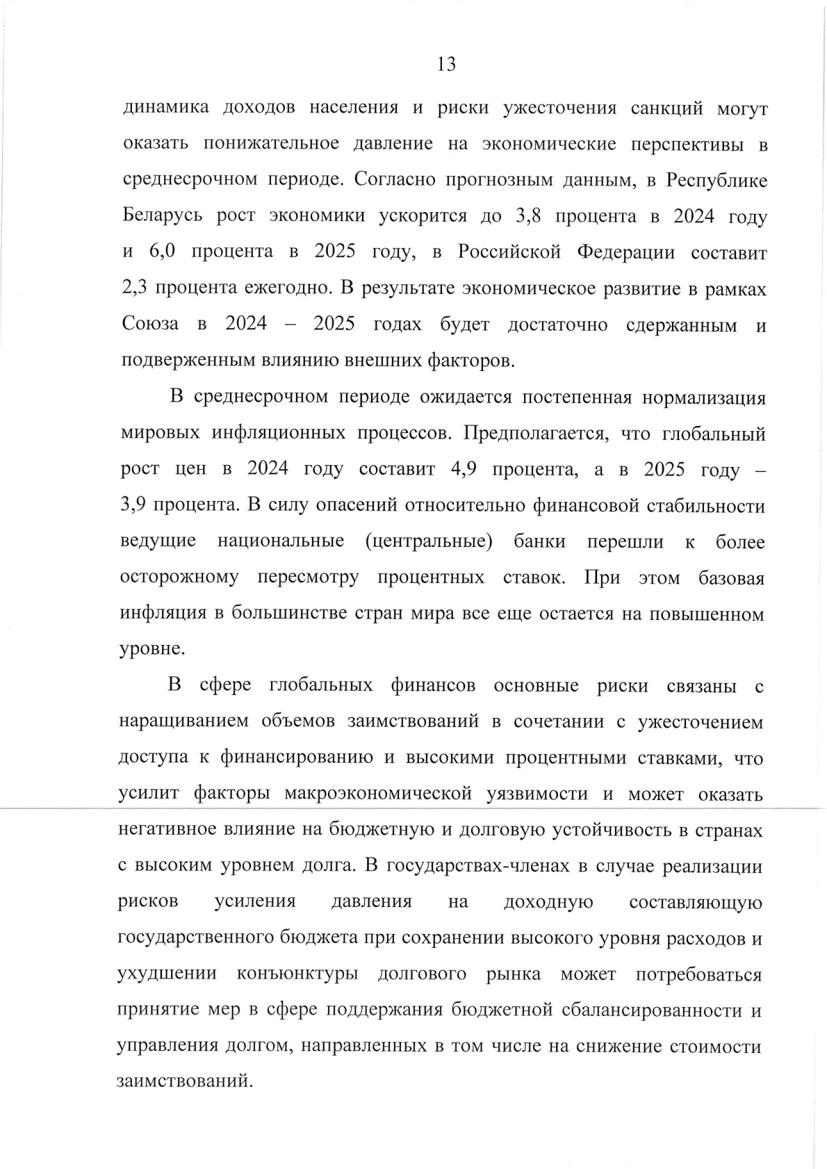 13
динамика доходов населения и риски ужесточения санкций могут
оказать понижательное давление на экономические перспективы в
среднесрочном периоде. Согласно прогнозным данным, в Республике
Беларусь рост экономики ускорится до 3,8 процента в 2024 году
и 6,0 процента в 2025 году, в Российской Федерации составит
2,3 процента ежегодно. В результате экономическое развитие в рамках
Союза в 2024 – 2025 годах будет достаточно сдержанным и
подверженным влиянию внешних факторов.
В среднесрочном периоде ожидается постепенная нормализация
мировых инфляционных процессов. Предполагается, что глобальный
рост цен в 2024 году составит 4,9 процента, а в 2025 году –
3,9 процента. В силу опасений относительно финансовой стабильности
ведущие национальные (центральные) банки перешли к более
осторожному пересмотру процентных ставок. При этом базовая
инфляция в большинстве стран мира все еще остается на повышенном
уровне.
В сфере глобальных финансов основные риски связаны с
наращиванием объемов заимствований в сочетании с ужесточением
доступа к финансированию и высокими процентными ставками, что
усилит факторы макроэкономической уязвимости и может оказать
негативное влияние на бюджетную и долговую устойчивость в странах
с высоким уровнем долга. В государствах-членах в случае реализации
рисков усиления давления на доходную составляющую
государственного бюджета при сохранении высокого уровня расходов и
ухудшении конъюнктуры долгового рынка может потребоваться
принятие мер в сфере поддержания бюджетной сбалансированности и
управления долгом, направленных в том числе на снижение стоимости
заимствований.